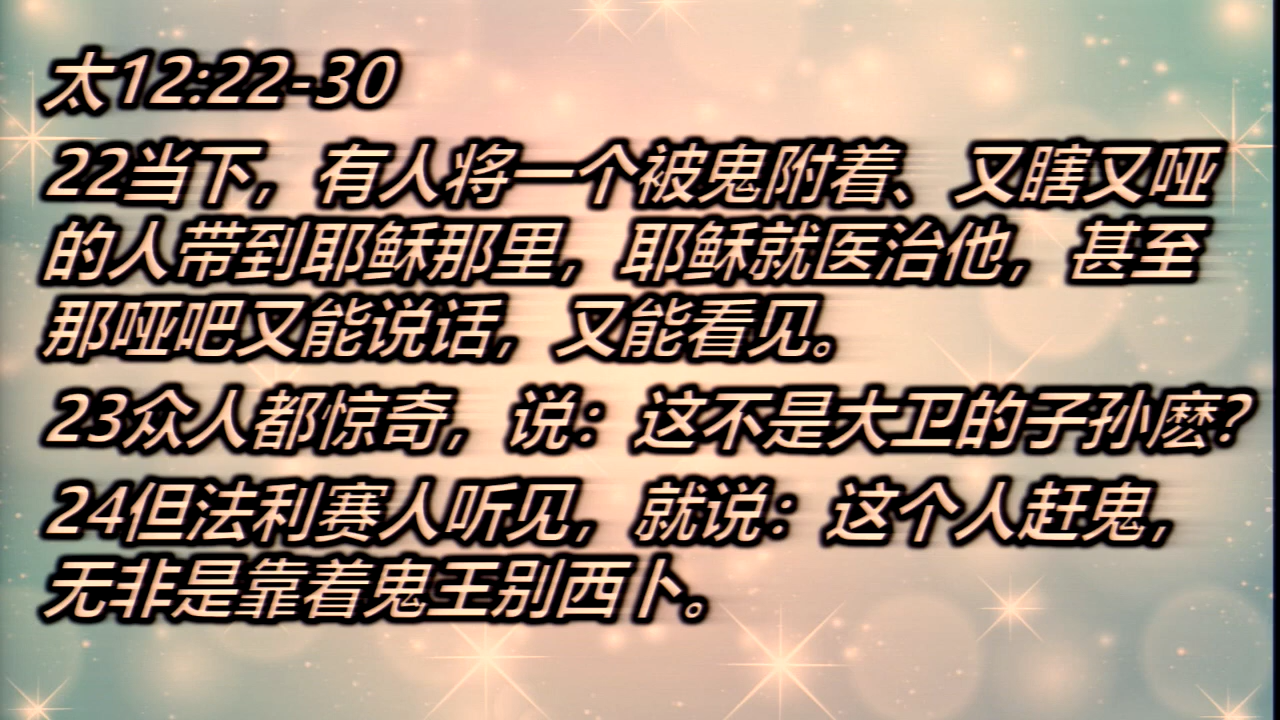 太12:22-30
22当下，有人将一个被鬼附着、又瞎又哑
的人带到耶稣那里，耶稣就医治他，甚至
那哑吧又能说话，又能看见。
23众人都惊奇，说：这不是大卫的子孙麽？
24但法利赛人听见，就说：这个人赶鬼，
无非是靠着鬼王别西卜。